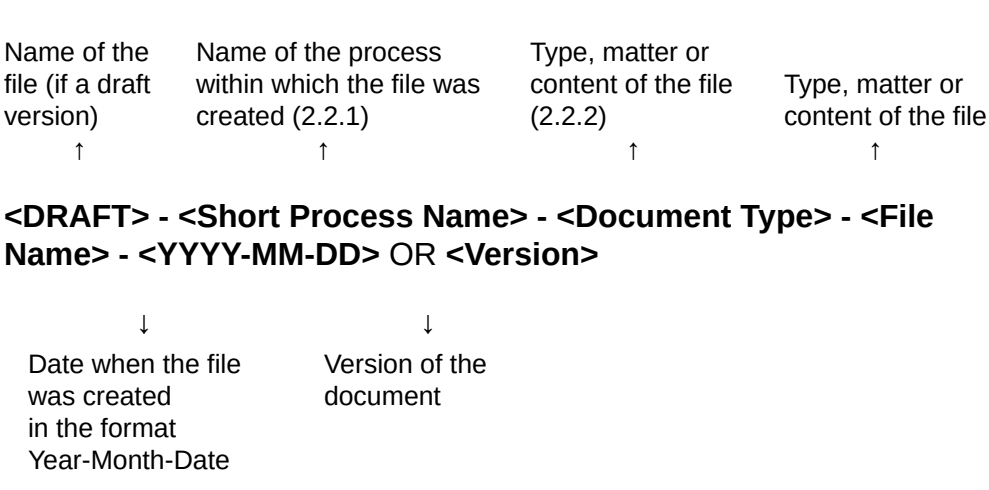 Name of the
file (if a draft
version)
Name of the process
within which the file was
created (2.2.1)
Type, matter or
content of the file
(2.2.2)
Type, matter or
content of the file
↑ ↑ ↑ ↑
<DRAFT> - <Short Process Name> - <Document Type> - <File
Name> - <YYYY-MM-DD> OR <Version>
↓ ↓
Date when the file
was created
in the format
Year-Month-Date
Version of the
document